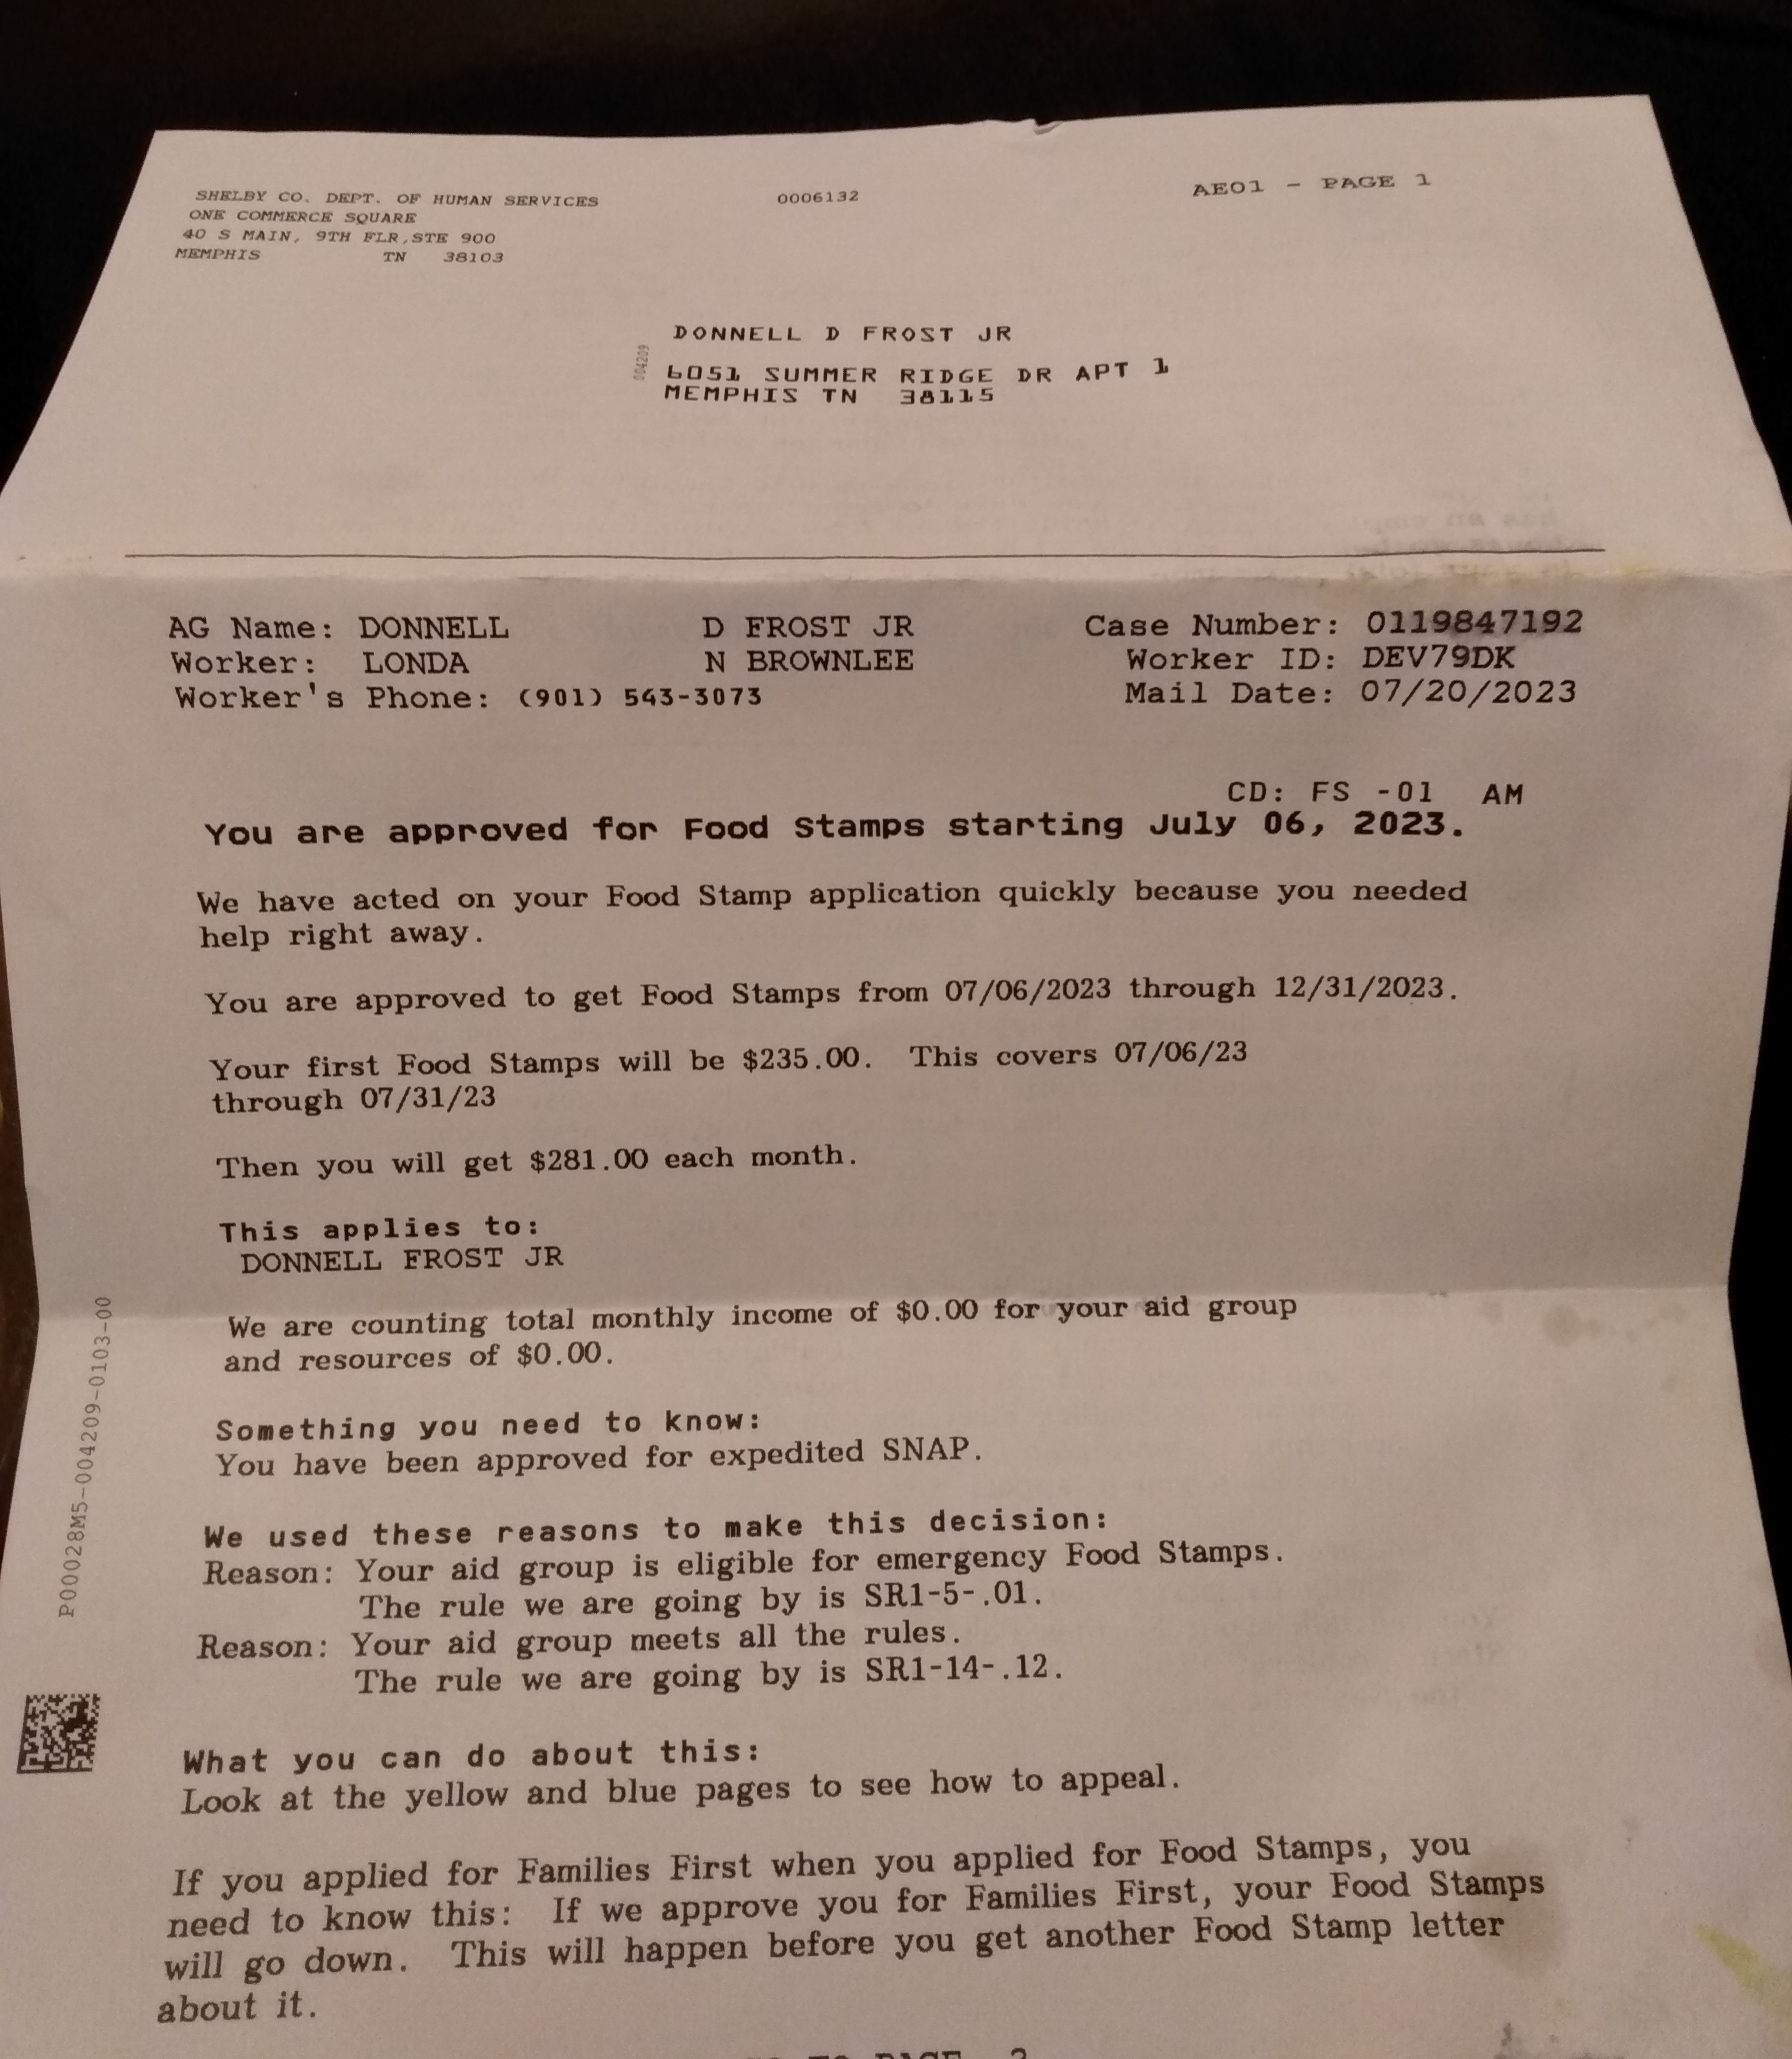 SHELBY CO. DEPT. OF HUMAN SERVICES 0006132 AE01 - PAGE 1
ONE COMMERCE SQUARE
40 S MAIN, 9TH FLR,STE 900
MEMPHIS TN 38103
DONNELL D FROST JR
004209
6051 SUMMER RIDGE DR APT 1
MEMPHIS TN 38115
AG Name: DONNELL D FROST JR Case Number: 0119847192
Worker: LONDA N BROWNLEE Worker ID: DEV79DK
Worker's Phone: (901) 543-3073 Mail Date: 07/20/2023
CD: FS -01 AM
You are approved for Food Stamps starting July 06, 2023.
We have acted on your Food Stamp application quickly because you needed
help right away.
You are approved to get Food Stamps from 07/06/2023 through 12/31/2023.
Your first Food Stamps will be $235.00. This covers 07/06/23
through 07/31/23
Then you will get $281.00 each month.
This applies to:
DONNELL FROST JR
We are counting total monthly income of $0.00 for your aid group
and resources of $0.00.
Something you need to know:
You have been approved for expedited SNAP.
We used these reasons to make this decision:
Reason: Your aid group is eligible for emergency Food Stamps.
The rule we are going by is SR1-5-.01.
Reason: Your aid group meets all the rules.
The rule we are going by is SR1-14-.12.
P00028M5-004209-0103-00
What you can do about this:
Look at the yellow and blue pages to see how to appeal.
If you applied for Families First when you applied for Food Stamps, you
need to know this: If we approve you for Families First, your Food Stamps
will go down. This will happen before you get another Food Stamp letter
about it.
TO PAGE 2